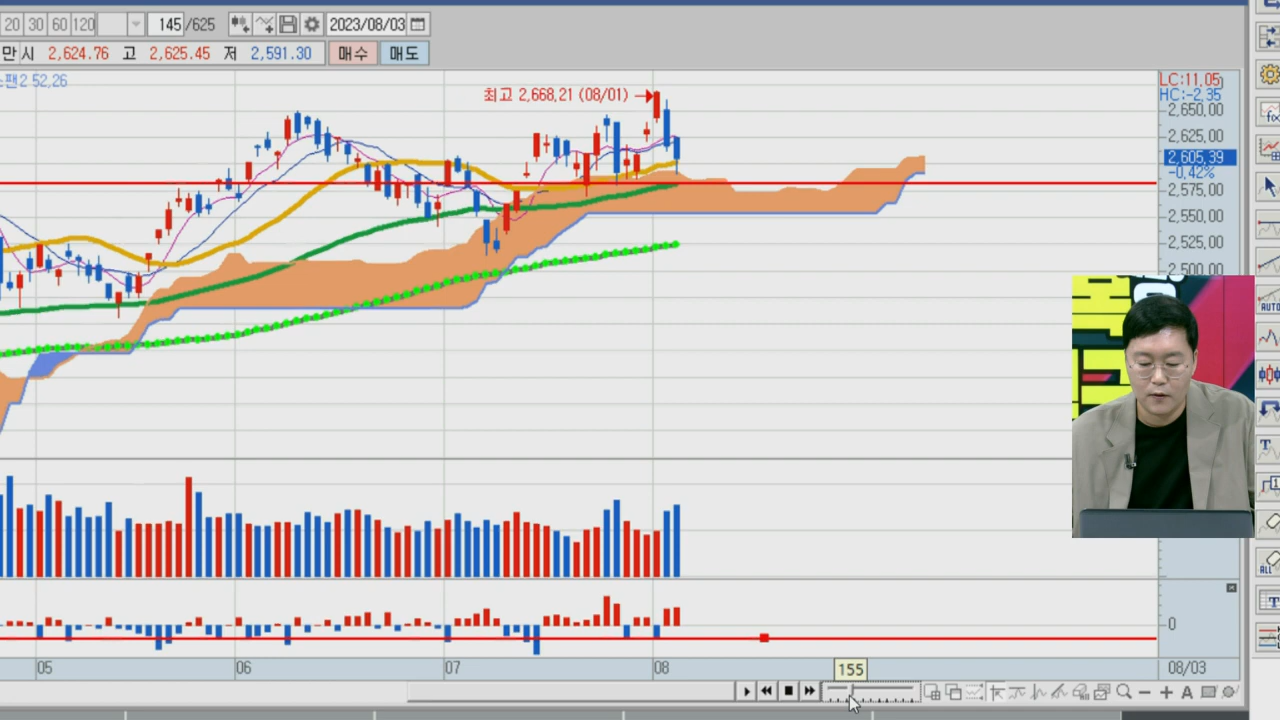 20 30 60 120 145 /625 2023/08/03
만 시 2,624.76 고 2,625.45 저 2,591.30 매수 매도
스팬2 52,26
최고 2,668,21 (08/01)
LC:11,05
HC:-2,35
2,650,00
2,625,00
2,605,39
-0,42%
2,575,00
2,550,00
2,525,00
2,500,00
AUTO
T
ALL
0
05 06 07 08 08/03
155
A